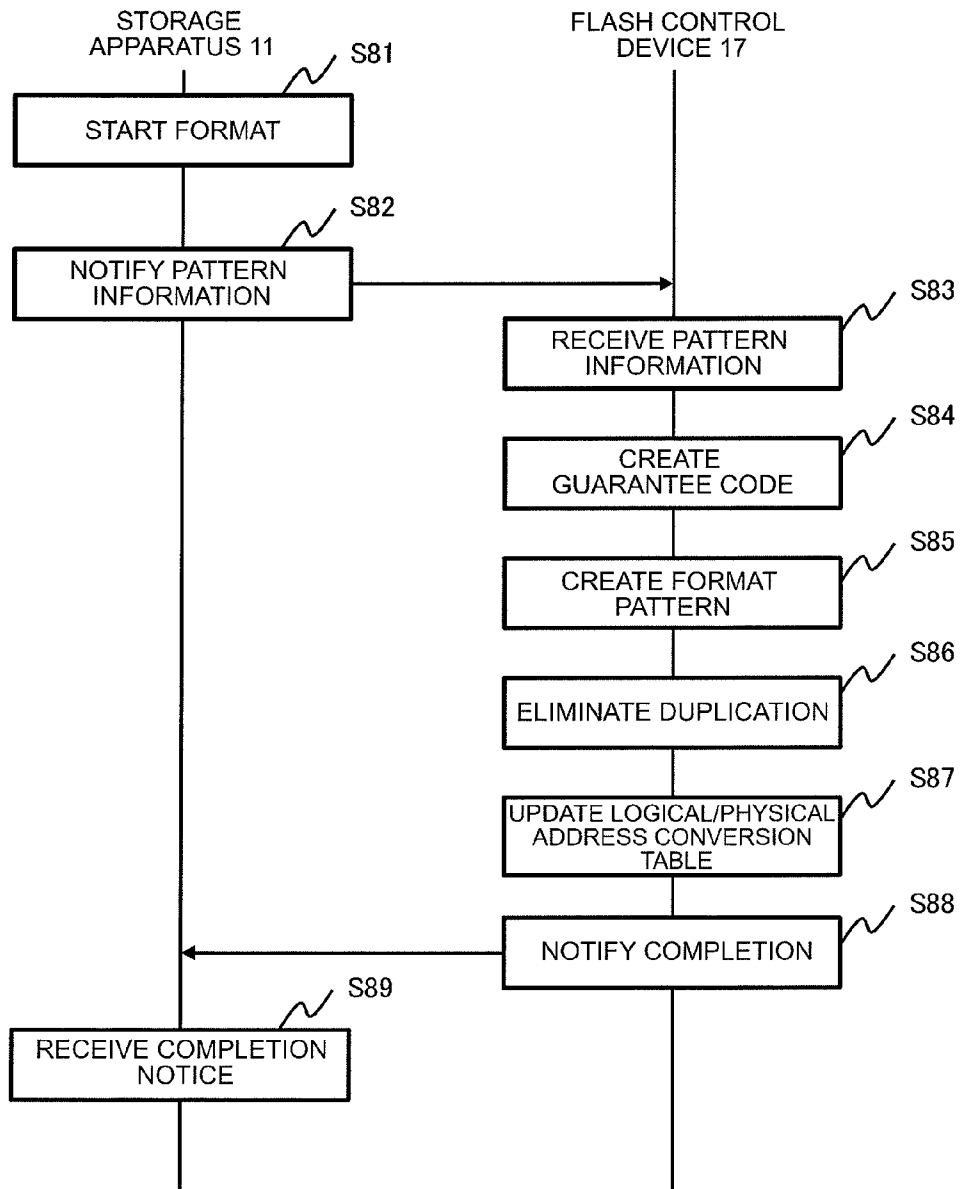 STORAGE
APPARATUS 11
FLASH CONTROL
DEVICE 17
S81
START FORMAT
S82
NOTIFY PATTERN
INFORMATION
S83
RECEIVE PATTERN
INFORMATION
S84
CREATE
GUARANTEE CODE
S85
CREATE FORMAT
PATTERN
S86
ELIMINATE DUPLICATION
S87
UPDATE LOGICAL/PHYSICAL
ADDRESS CONVERSION
TABLE
S88
NOTIFY COMPLETION
S89
RECEIVE COMPLETION
NOTICE